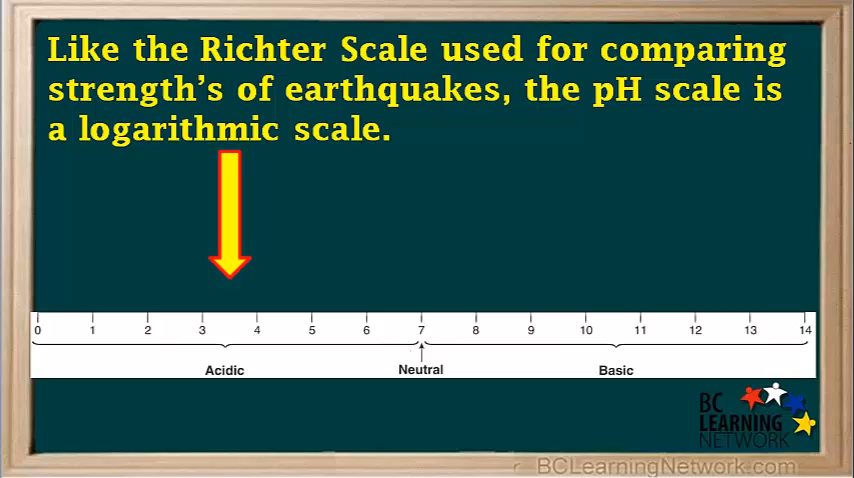 Like the Richter Scale used for comparing
strength's of earthquakes, the pH scale is
a logarithmic scale.
0 1 2 3 4 5 6 7 8 9 10 11 12 13 14
Acidic Neutral Basic
BC
LEARNING
NETWORK
BCLearningNetwork.com